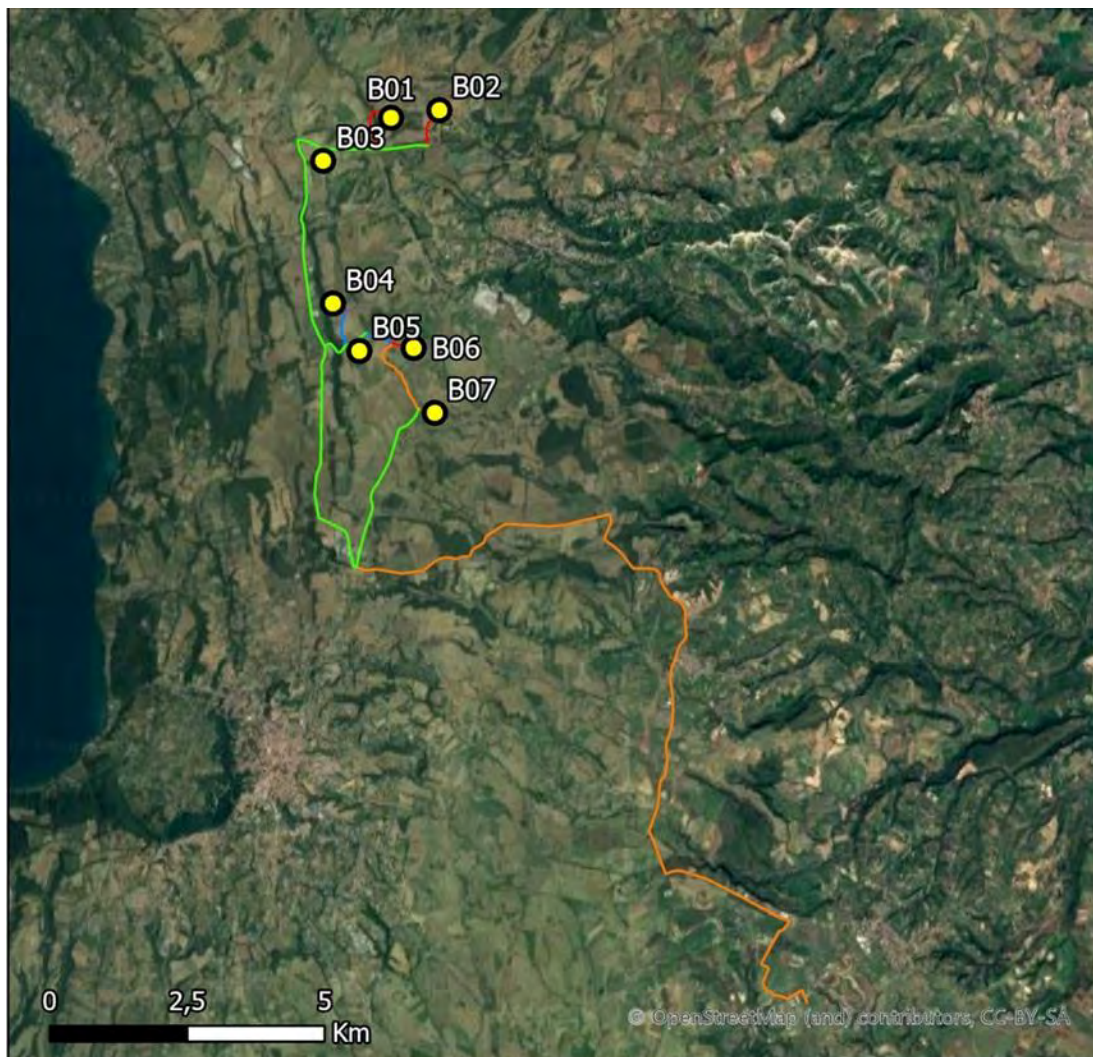 B01
B02
B03
B04
B05
B06
B07
0 2,5 5
Km
© OpenStreetMap (and) contributors, CC-BY-SA